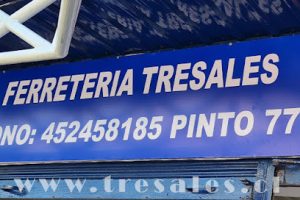 FERRETERIA TRESALES
ONO: 452458185 PINTO 77
www.tresales.cl